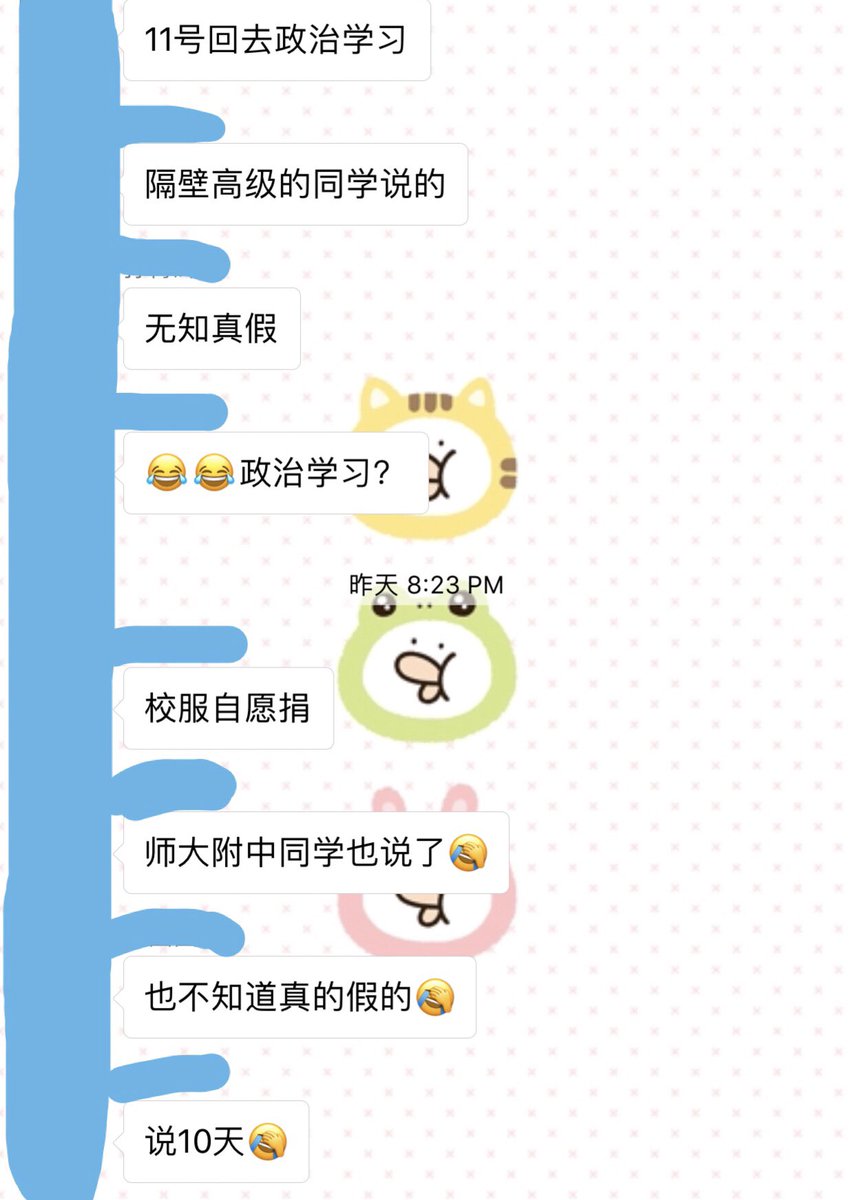 11号回去政治学习
隔壁高级的同学说的
无知真假
😂😂政治学习?
昨天 8:23 PM
校服自愿捐
师大附中同学也说了🤦
也不知道真的假的🤦
说10天🤦